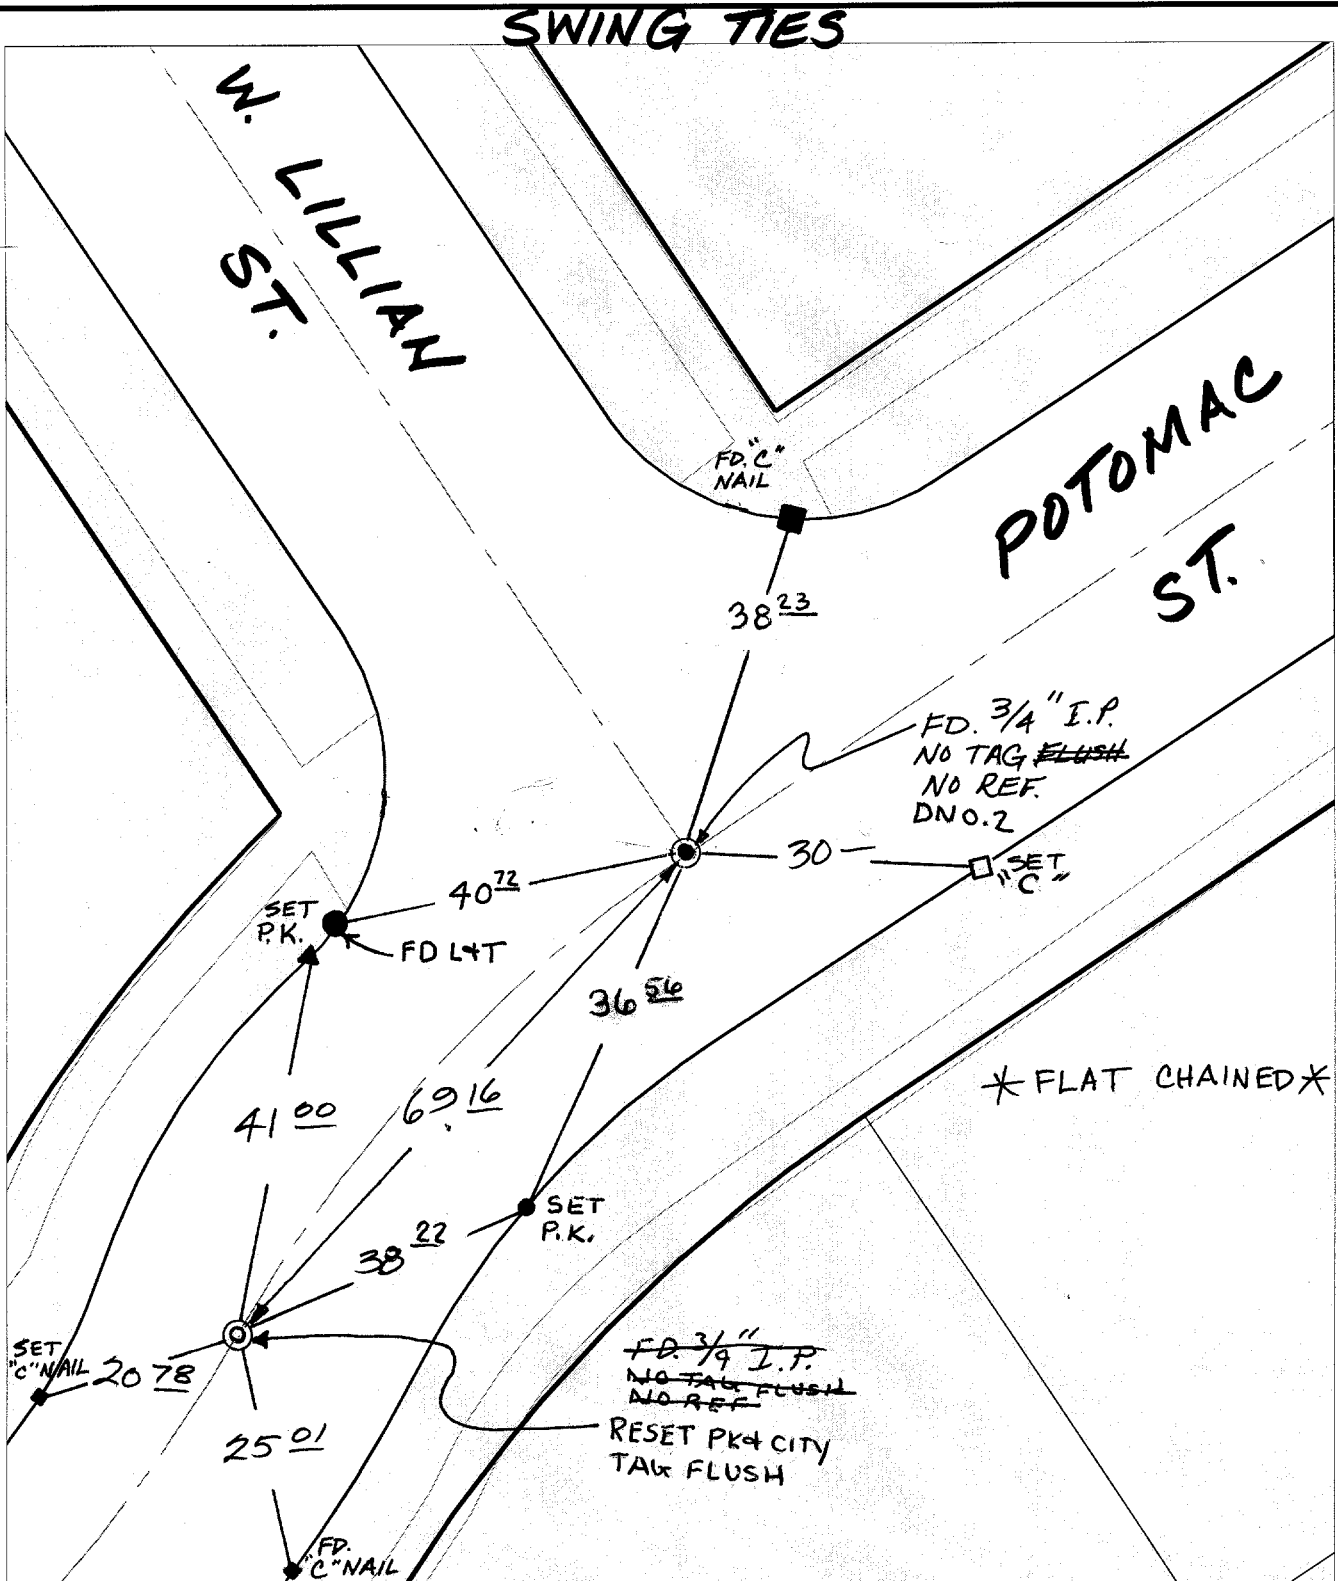 SWING TIES
W. LILLIAN
ST.
POTOMAC
ST.
FD. "C"
NAIL
38 23
FD. 3/4" I.P.
NO TAG FLUSH
NO REF.
DNO.2
30 —
SET
"C"
40 72
SET
P.K.
FD L&T
36 56
* FLAT CHAINED *
41 00
69.16
SET
P.K.
38 22
SET
"C" NAIL
20 78
FD. 3/4" I.P.
NO TAG FLUSH
NO REF
RESET PK & CITY
TAG FLUSH
25 01
FD.
"C" NAIL